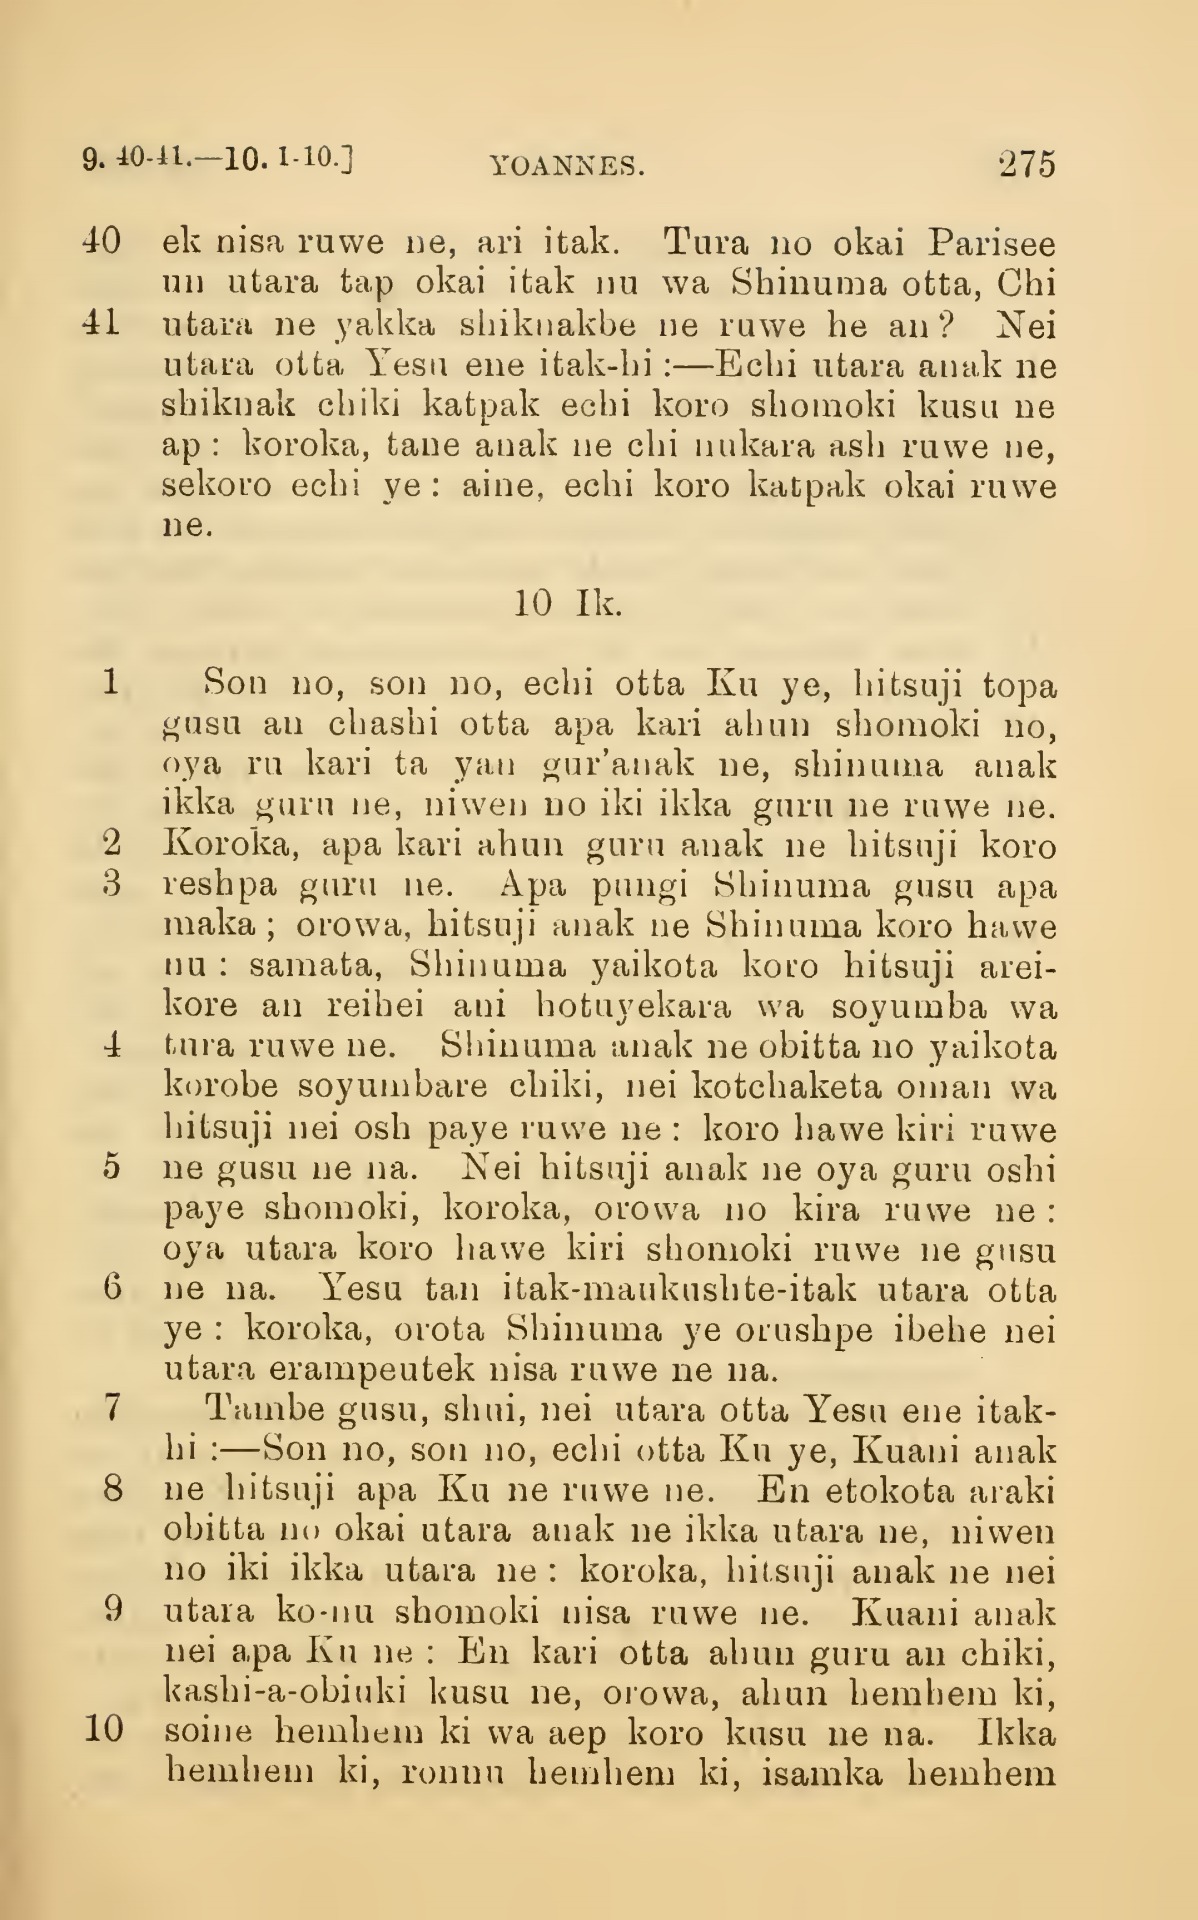 9. 40-41.—10. 1-10.] YOANNES. 275
40 ek nisa ruwe ne, ari itak. Tura no okai Parisee
un utara tap okai itak nu wa Shinuma otta, Chi
41 utara ne yakka shiknakbe ne ruwe he an? Nei
utara otta Yesu ene itak-hi:—Echi utara anak ne
shiknak chiki katpak echi koro shomoki kusu ne
ap: koroka, tane anak ne chi nukara ash ruwe ne,
sekoro echi ye: aine, echi koro katpak okai ruwe
ne.
10 Ik.
1 Son no, son no, echi otta Ku ye, hitsuji topa
gusu an chashi otta apa kari ahun shomoki no,
oya ru kari ta yan gur'anak ne, shinuma anak
ikka guru ne, niwen no iki ikka guru ne ruwe ne.
2 Koroka, apa kari ahun guru anak ne hitsuji koro
3 reshpa guru ne. Apa pungi Shinuma gusu apa
maka; orowa, hitsuji anak ne Shinuma koro hawe
nu: samata, Shinuma yaikota koro hitsuji arei-
kore an reihei ani hotuyekara wa soyumba wa
4 tura ruwe ne. Shinuma anak ne obitta no yaikota
korobe soyumbare chiki, nei kotchaketa oman wa
hitsuji nei osh paye ruwe ne: koro hawe kiri ruwe
5 ne gusu ne na. Nei hitsuji anak ne oya guru oshi
paye shomoki, koroka, orowa no kira ruwe ne:
oya utara koro hawe kiri shomoki ruwe ne gusu
6 ne na. Yesu tan itak-maukushte-itak utara otta
ye: koroka, orota Shinuma ye orushpe ibehe nei
utara erampeutek nisa ruwe ne na.
7 Tambe gusu, shui, nei utara otta Yesu ene itak-
hi:—Son no, son no, echi otta Ku ye, Kuani anak
8 ne hitsuji apa Ku ne ruwe ne. En etokota araki
obitta no okai utara anak ne ikka utara ne, niwen
no iki ikka utara ne: koroka, hitsuji anak ne nei
9 utara ko-nu shomoki nisa ruwe ne. Kuani anak
nei apa Ku ne: En kari otta ahun guru an chiki,
kashi-a-obiuki kusu ne, orowa, ahun hemhem ki,
10 soine hemhem ki wa aep koro kusu ne na. Ikka
hemhem ki, ronnu hemhem ki, isamka hemhem